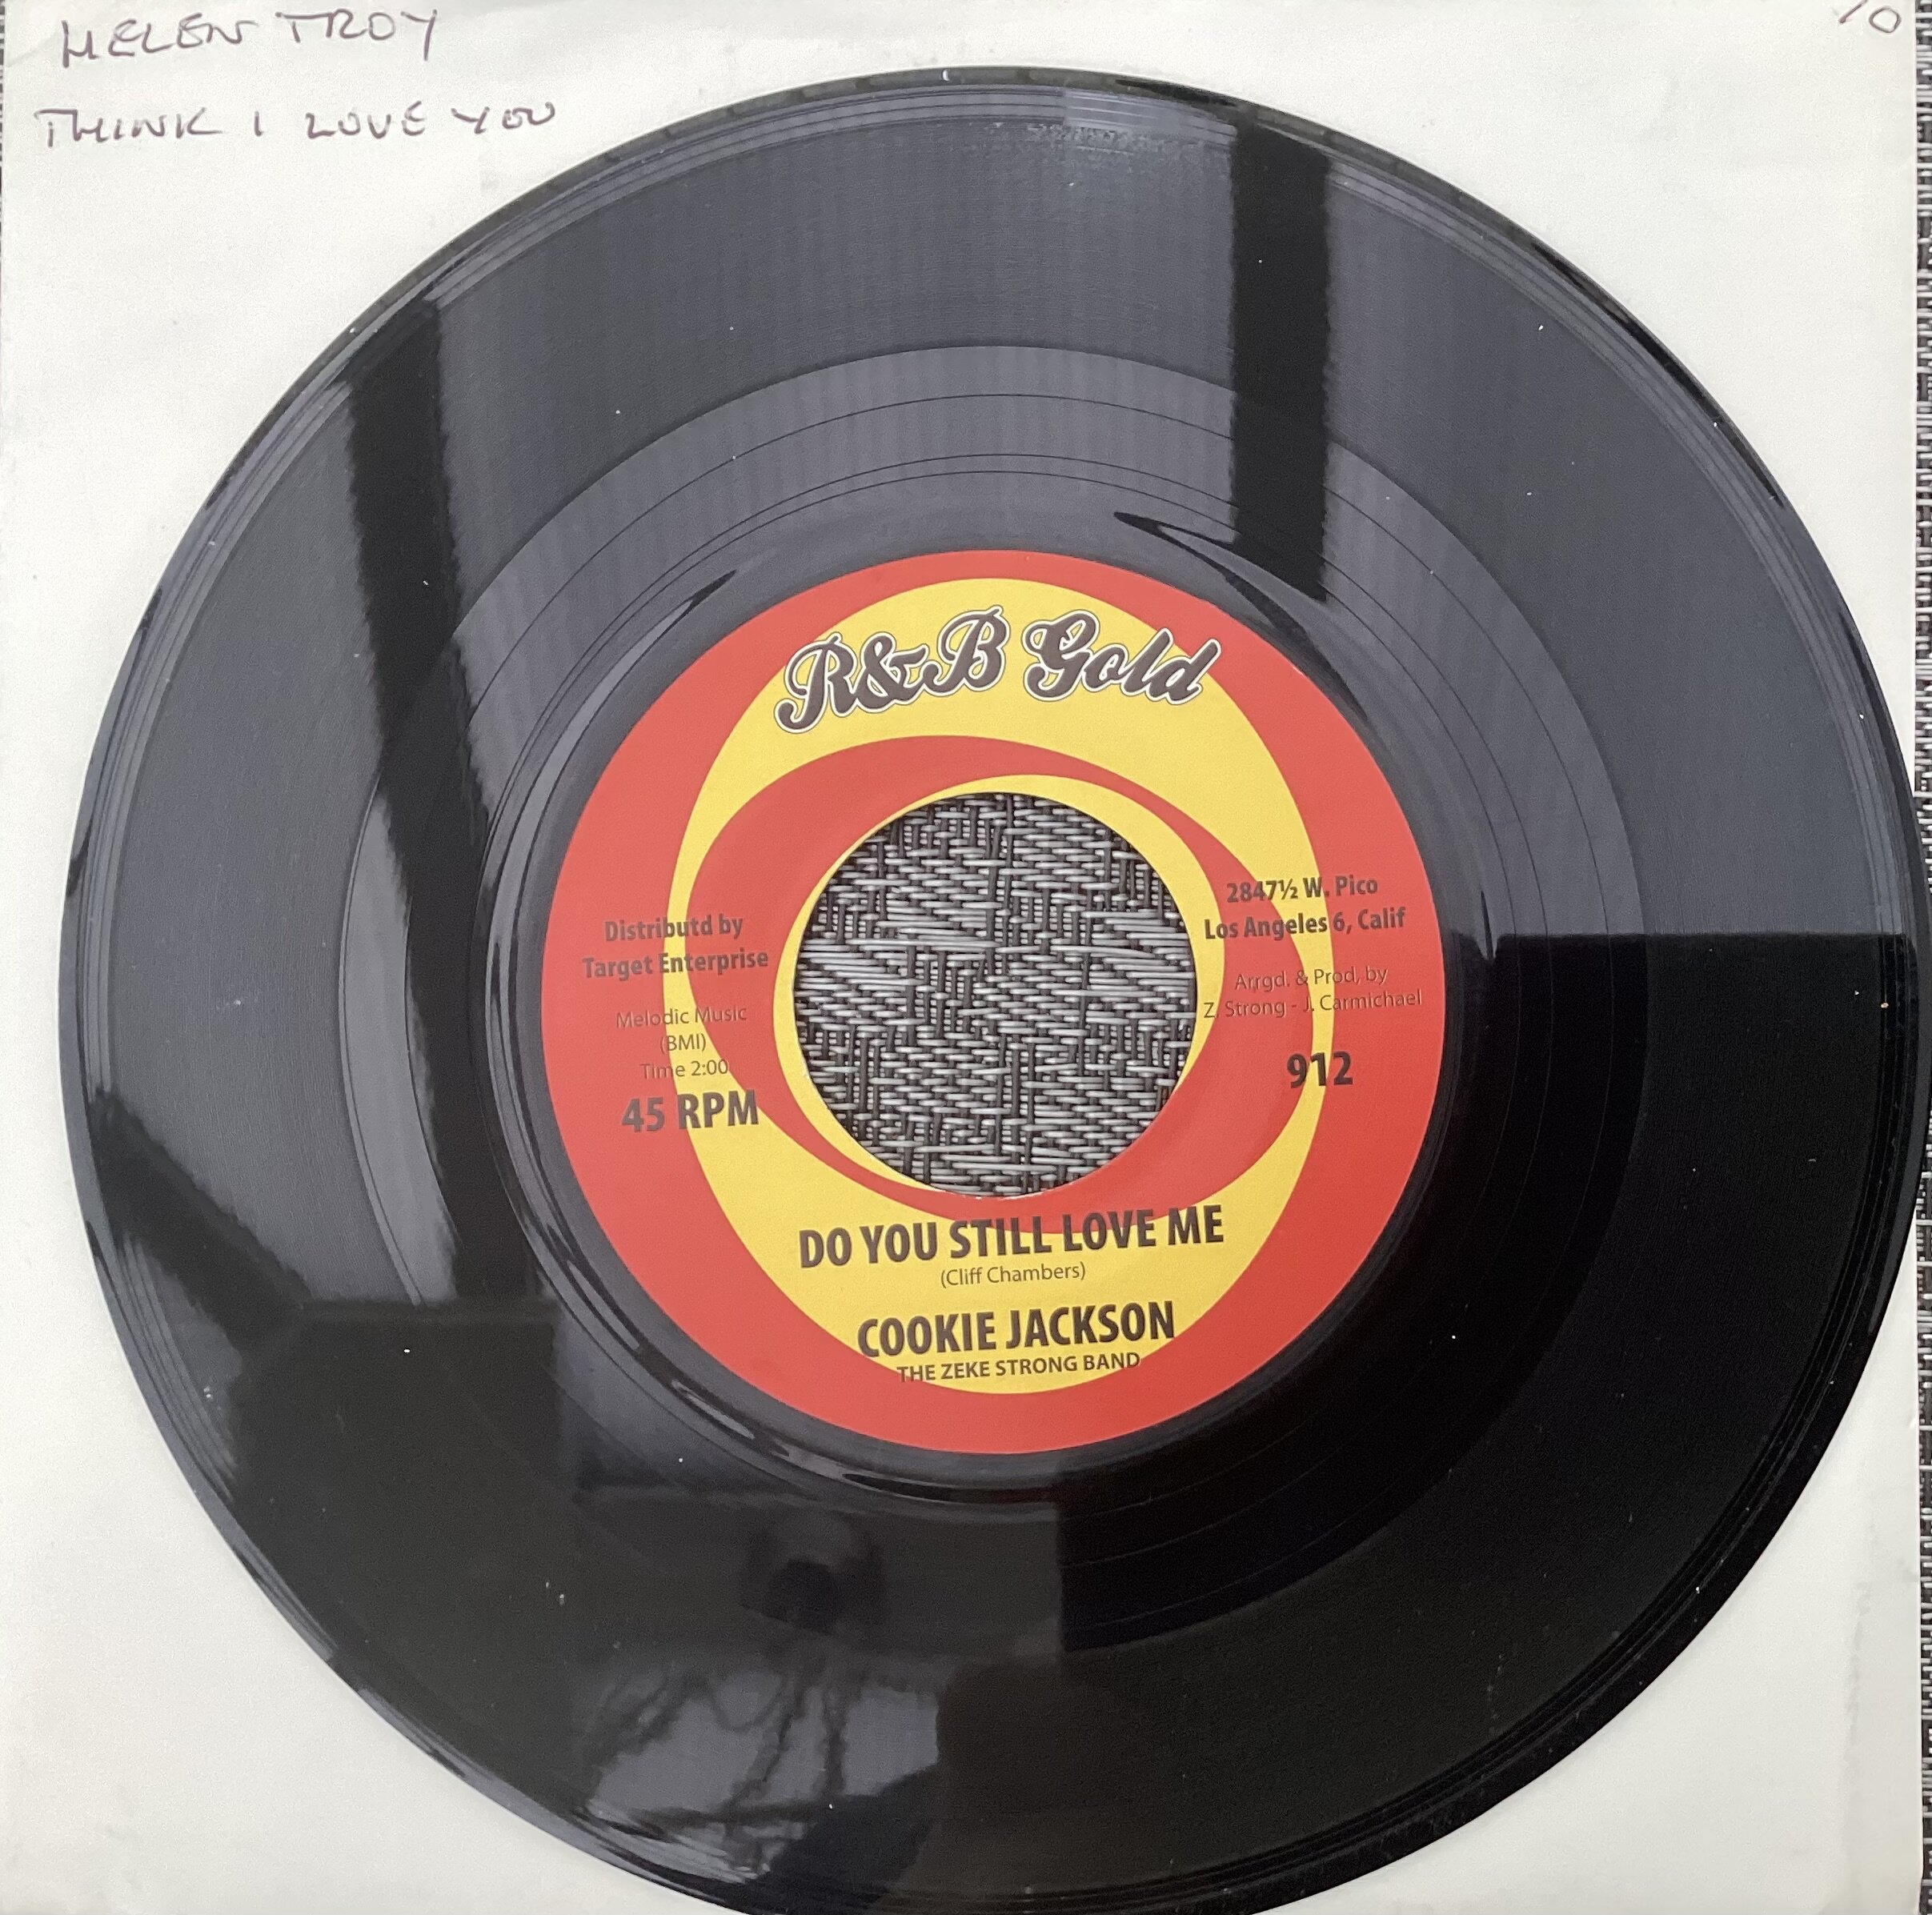 HELEN TROY
THINK I LOVE YOU
10
R&B Gold
Distributd by
Target Enterprise
Melodic Music
(BMI)
Time 2:00
45 RPM
2847½ W. Pico
Los Angeles 6, Calif
Arrgd. & Prod, by
Z. Strong - J. Carmichael
912
DO YOU STILL LOVE ME
(Cliff Chambers)
COOKIE JACKSON
THE ZEKE STRONG BAND